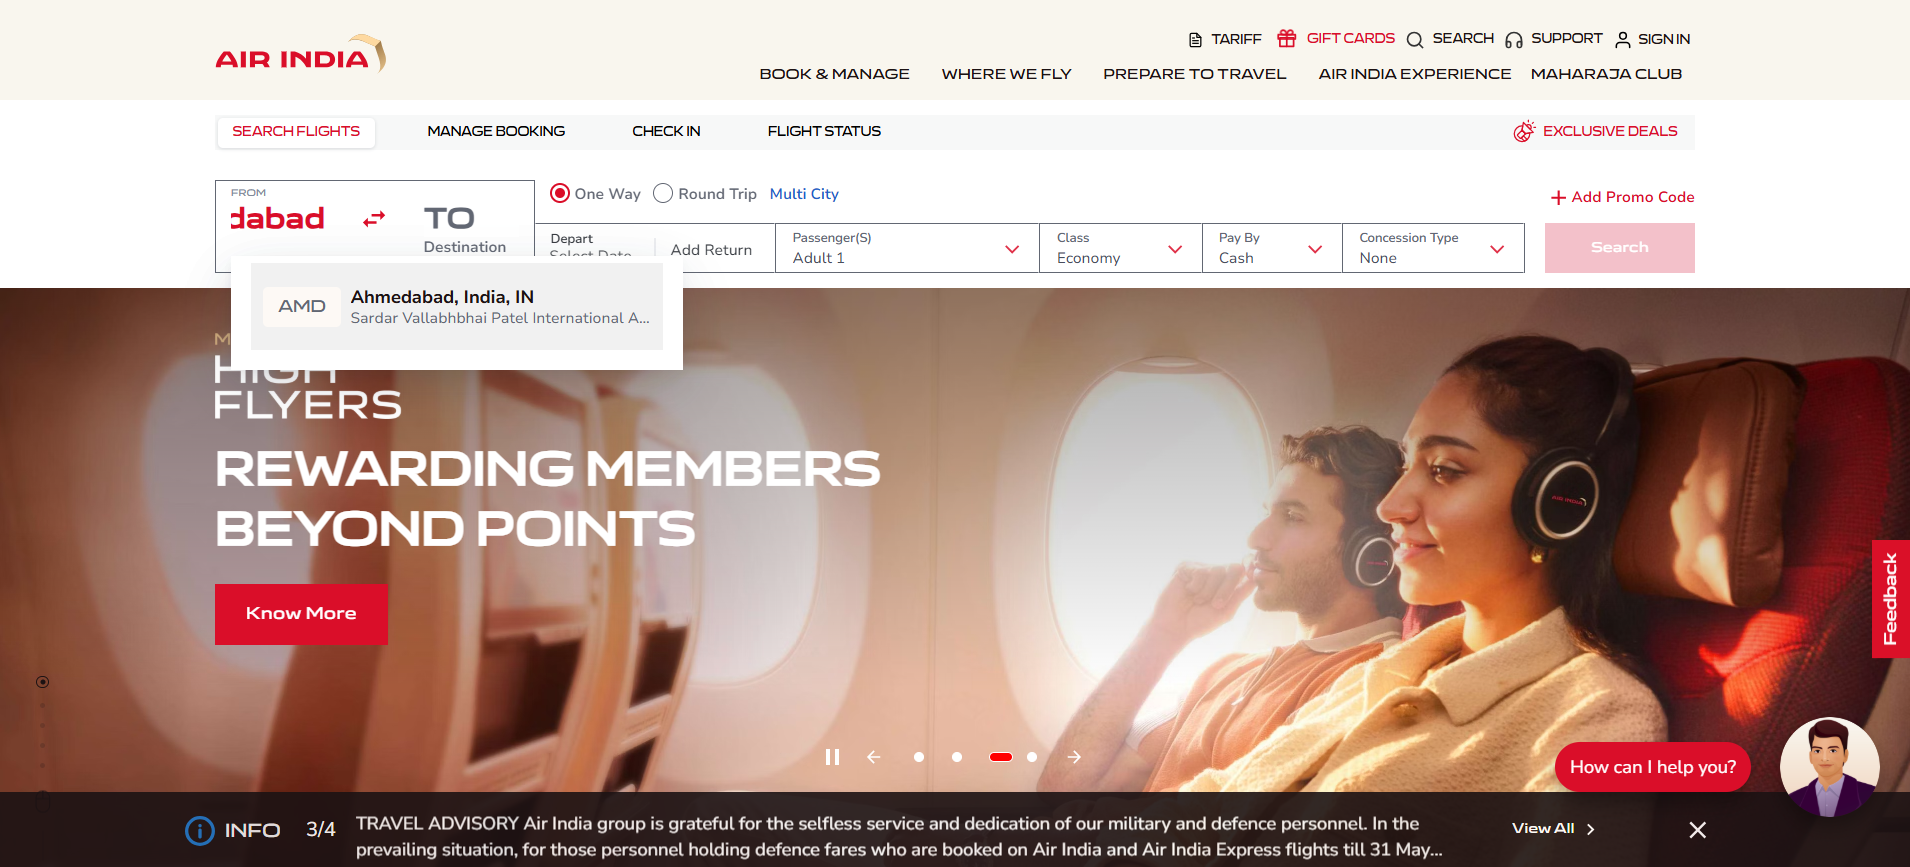 AIR INDIA
TARIFF
GIFT CARDS
SEARCH
SUPPORT
SIGN IN
BOOK & MANAGE
WHERE WE FLY
PREPARE TO TRAVEL
AIR INDIA EXPERIENCE
MAHARAJA CLUB
SEARCH FLIGHTS
MANAGE BOOKING
CHECK IN
FLIGHT STATUS
EXCLUSIVE DEALS
FROM
dabad
TO
Destination
One Way
Round Trip
Multi City
Add Promo Code
Depart
Select Date
Add Return
Passenger(S)
Adult 1
Class
Economy
Pay By
Cash
Concession Type
None
Search
AMD
Ahmedabad, India, IN
Sardar Vallabhbhai Patel International A...
HIGH
FLYERS
REWARDING MEMBERS
BEYOND POINTS
Know More
AIR INDIA
Feedback
How can I help you?
INFO
3/4
TRAVEL ADVISORY Air India group is grateful for the selfless service and dedication of our military and defence personnel. In the
prevailing situation, for those personnel holding defence fares who are booked on Air India and Air India Express flights till 31 May...
View All